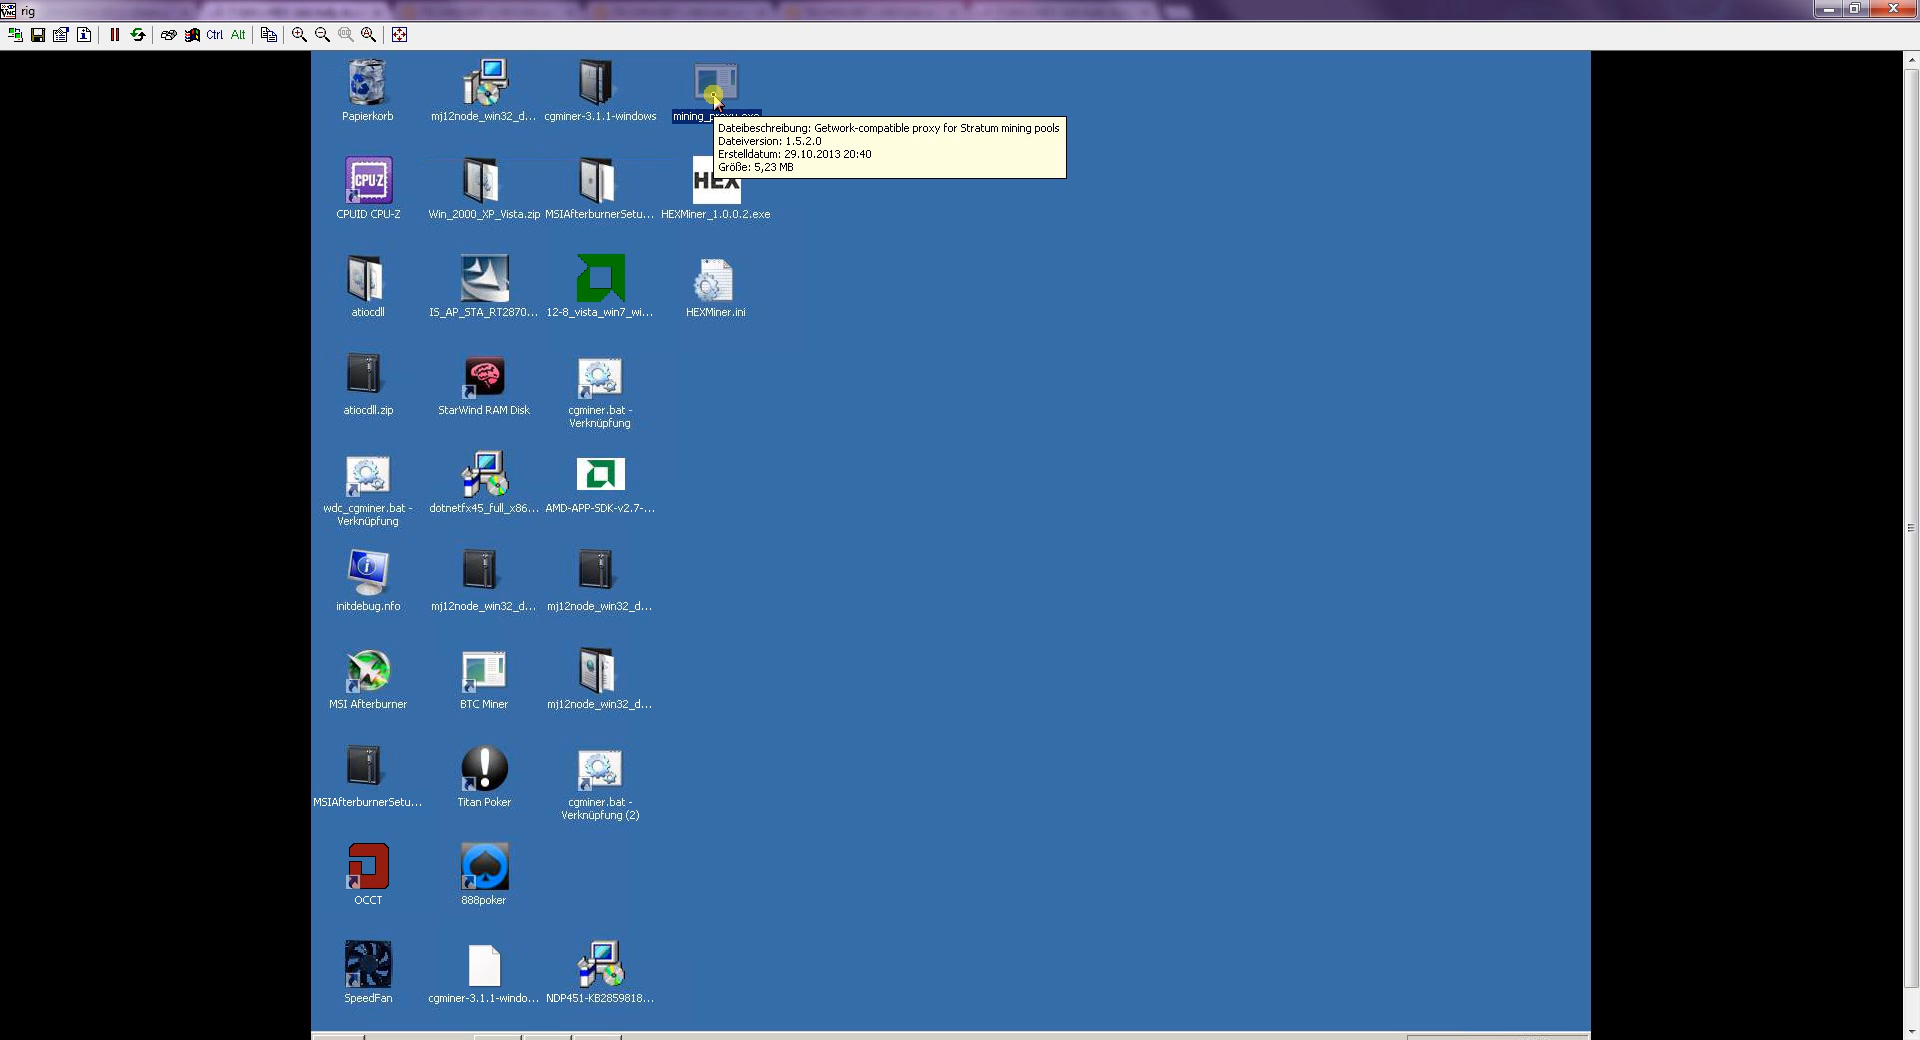 rig
Ctrl Alt
Papierkorb
mj12node_win32_d...
cgminer-3.1.1-windows
Dateibeschreibung: Getwork-compatible proxy for Stratum mining pools
Dateiversion: 1.5.2.0
Erstelldatum: 29.10.2013 20:40
Größe: 5,23 MB
CPU-Z
HEX
CPUID CPU-Z
Win_2000_XP_Vista.zip
MSIAfterburnerSetu...
HEXMiner_1.0.0.2.exe
atiocdll
IS_AP_STA_RT2870...
12-8_vista_win7_wi...
HEXMiner.ini
atiocdll.zip
StarWind RAM Disk
cgminer.bat -
Verknüpfung
wdc_cgminer.bat -
Verknüpfung
dotnetfx45_full_x86...
AMD-APP-SDK-v2.7-...
initdebug.nfo
mj12node_win32_d...
mj12node_win32_d...
MSI Afterburner
BTC Miner
mj12node_win32_d...
MSIAfterburnerSetu...
Titan Poker
cgminer.bat -
Verknüpfung (2)
OCCT
888poker
SpeedFan
cgminer-3.1.1-windo...
NDP451-KB2859818...